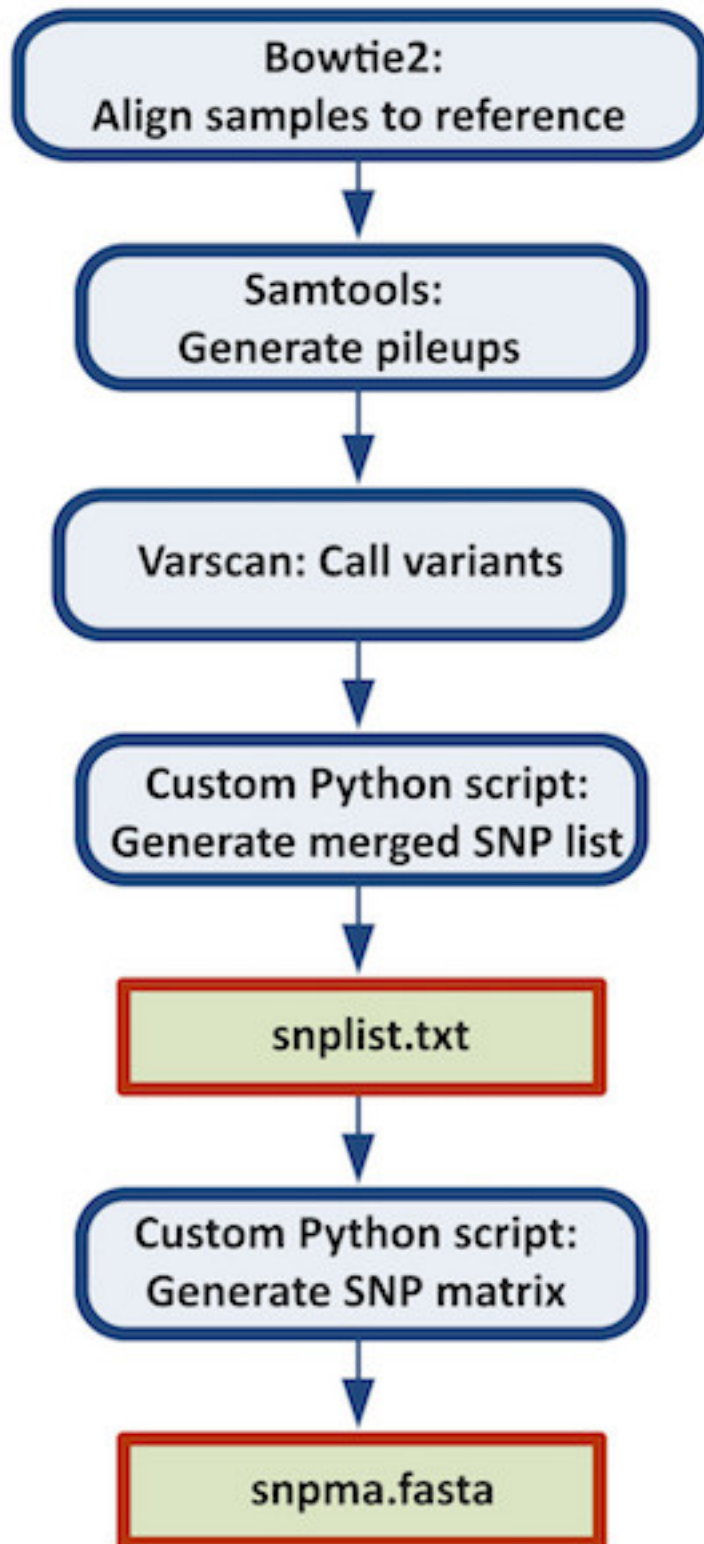 Bowtie2:
Align samples to reference
Samtools:
Generate pileups
Varscan: Call variants
Custom Python script:
Generate merged SNP list
snplist.txt
Custom Python script:
Generate SNP matrix
snpma.fasta